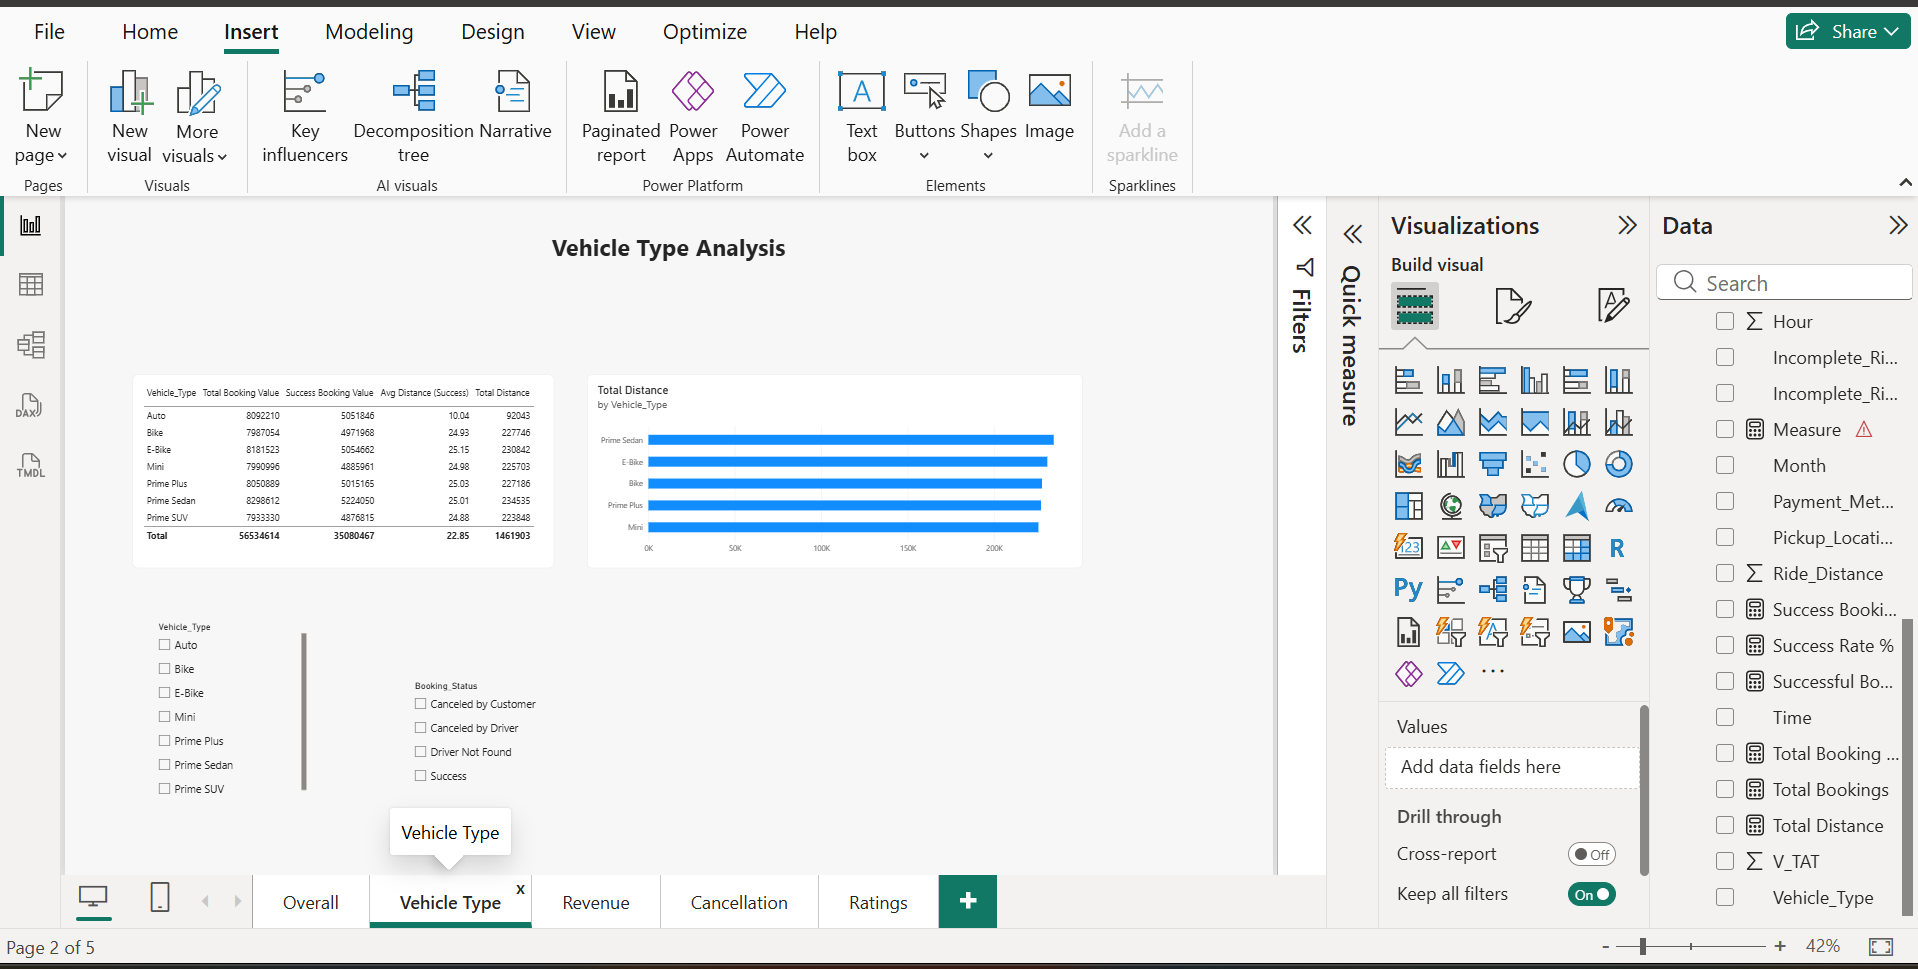 File Home Insert Modeling Design View Optimize Help Share
New page
New visual
More visuals
Key influencers
Decomposition tree
Narrative
Paginated report
Power Apps
Power Automate
Text box
Buttons
Shapes
Image
Add a sparkline
Pages Visuals AI visuals Power Platform Elements Sparklines
DAX
TMDL
Vehicle Type Analysis
Vehicle_Type Total Booking Value Success Booking Value Avg Distance (Success) Total Distance
Auto 8092210 5051846 10.04 92043
Bike 7987054 4971968 24.93 227746
E-Bike 8181523 5054662 25.15 230842
Mini 7990996 4885961 24.98 225703
Prime Plus 8050889 5015165 25.03 227186
Prime Sedan 8298612 5224050 25.01 234535
Prime SUV 7933330 4876815 24.88 223848
Total 56534614 35080467 22.85 1461903
Total Distance
by Vehicle_Type
Prime Sedan
E-Bike
Bike
Prime Plus
Mini
0K 50K 100K 150K 200K
Vehicle_Type
Auto
Bike
E-Bike
Mini
Prime Plus
Prime Sedan
Prime SUV
Booking_Status
Canceled by Customer
Canceled by Driver
Driver Not Found
Success
Vehicle Type
Filters
Quick measure
Visualizations
Build visual
123
R
Py
Values
Add data fields here
Drill through
Cross-report Off
Keep all filters On
Data
Search
Hour
Incomplete_Ri...
Incomplete_Ri...
Measure
Month
Payment_Met...
Pickup_Locati...
Ride_Distance
Success Booki...
Success Rate %
Successful Bo...
Time
Total Booking ...
Total Bookings
Total Distance
V_TAT
Vehicle_Type
Overall Vehicle Type x Revenue Cancellation Ratings +
Page 2 of 5
- + 42%